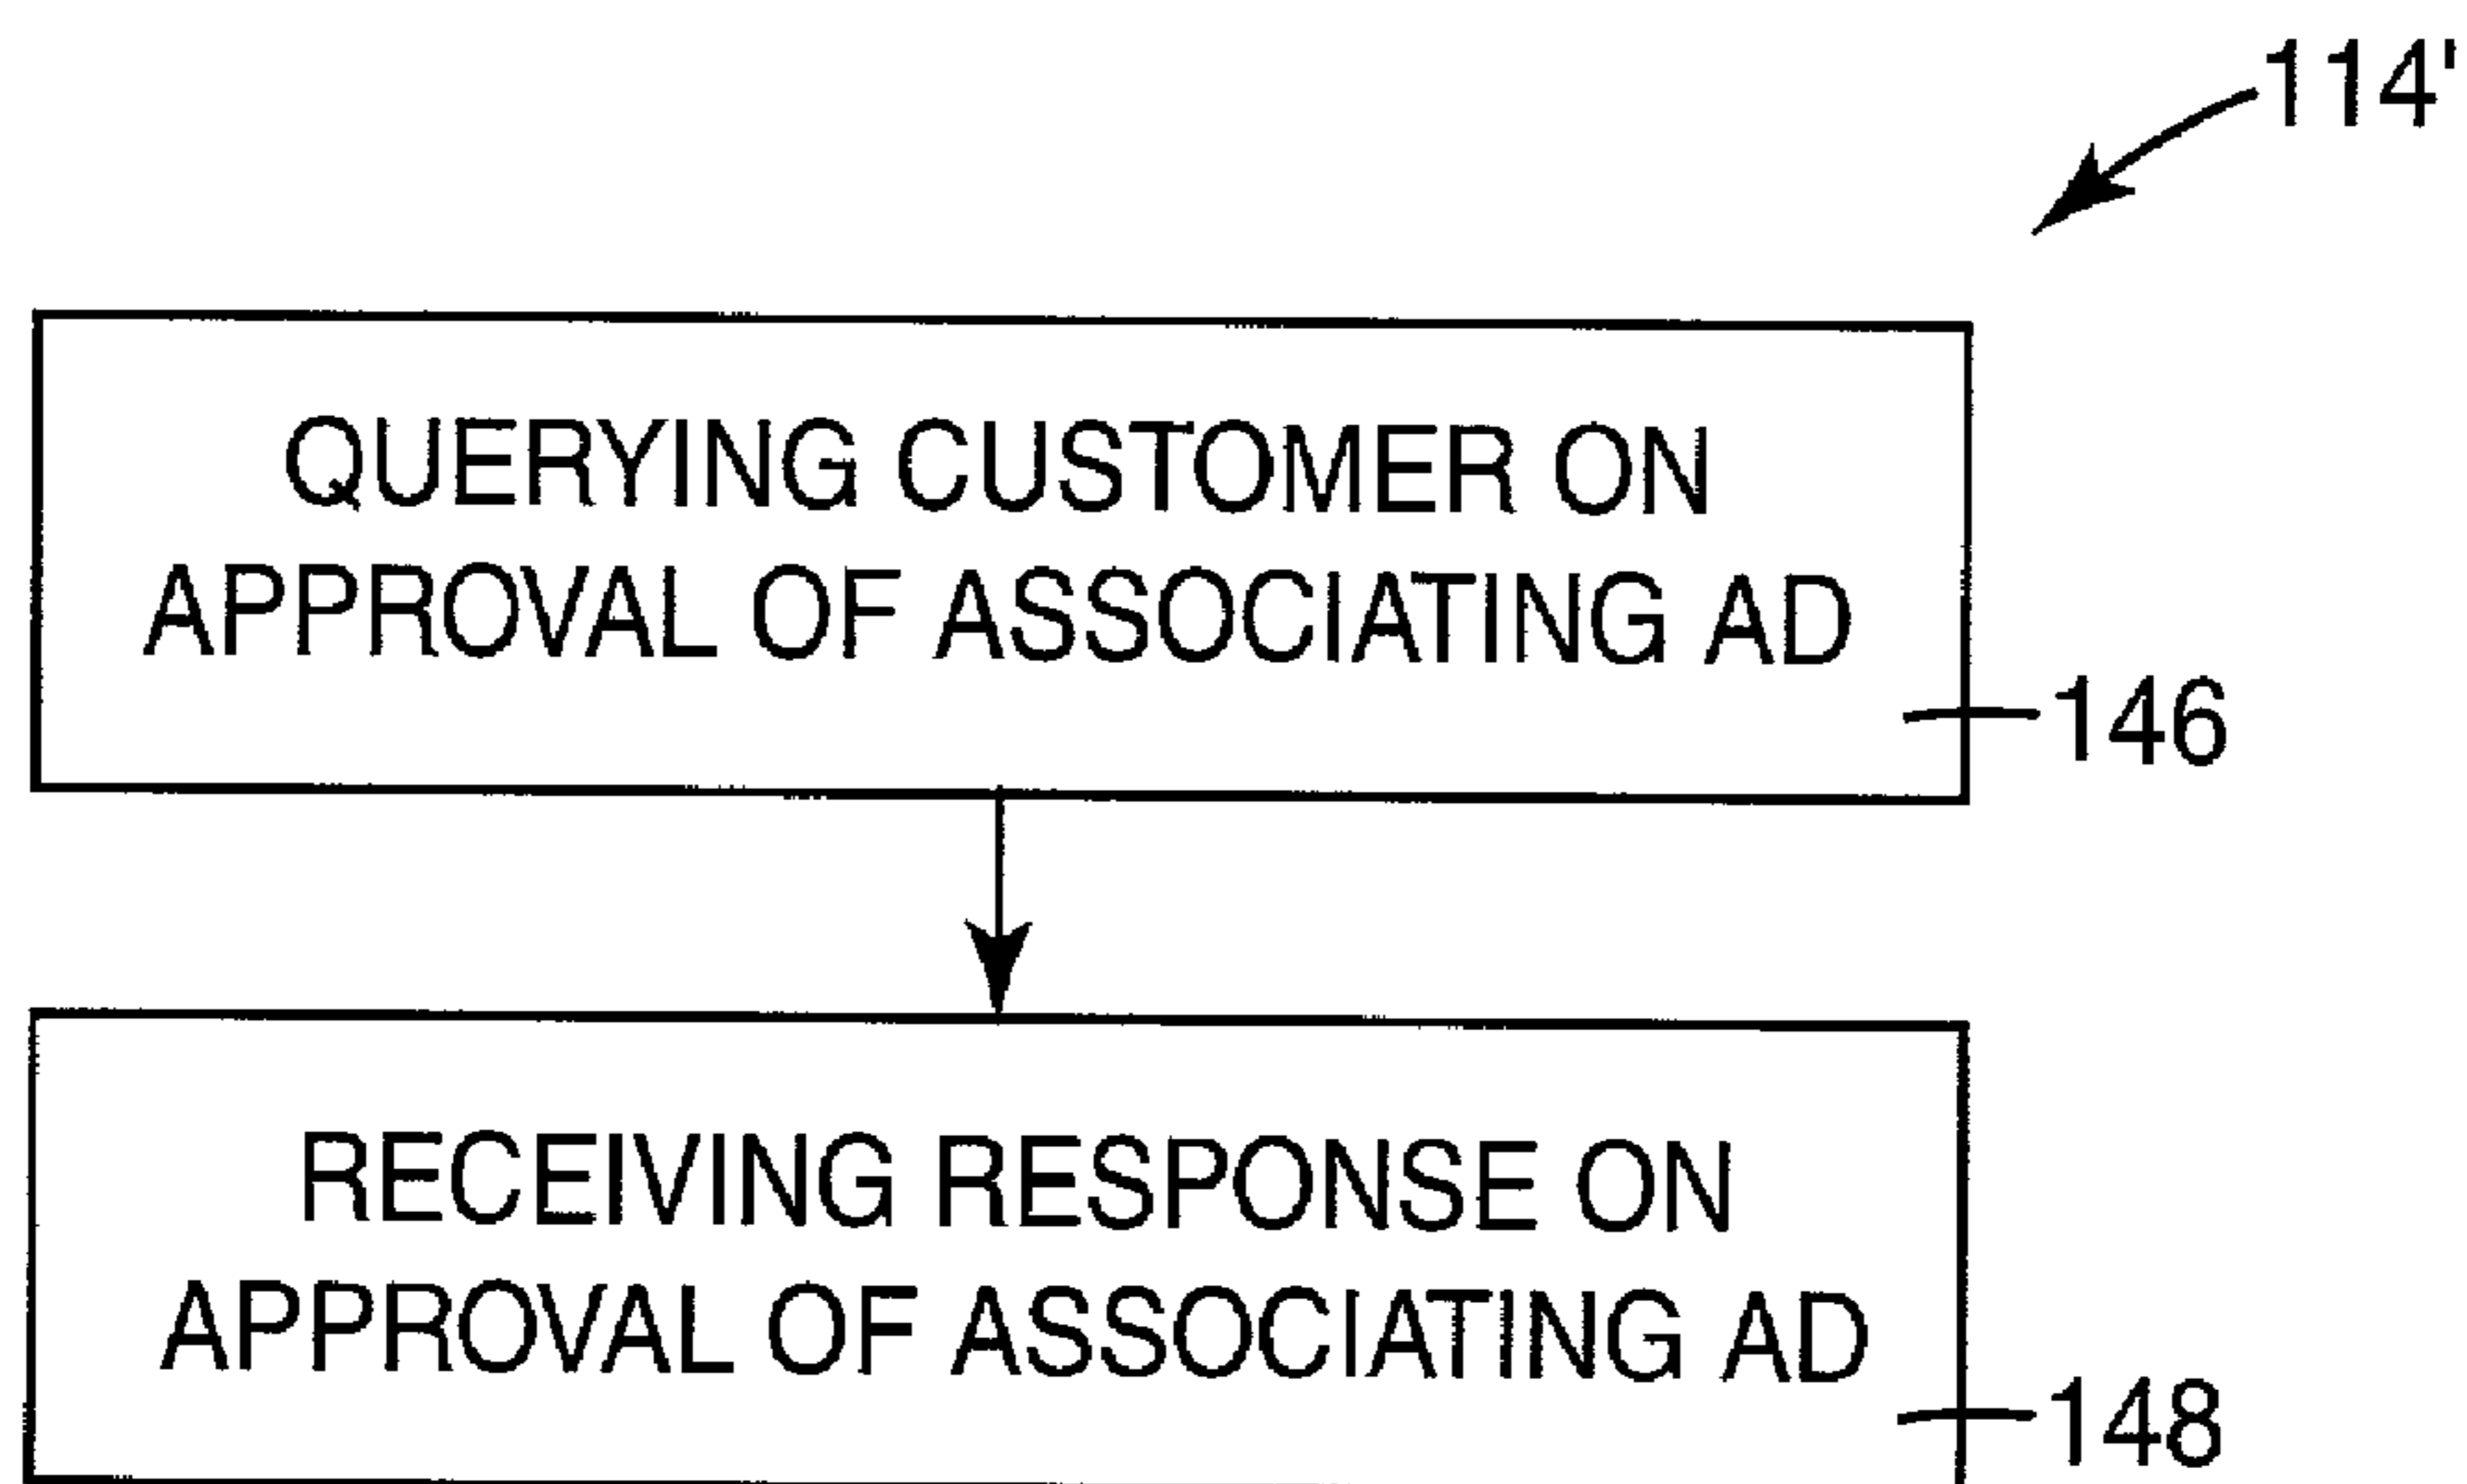 114'
QUERYING CUSTOMER ON
APPROVAL OF ASSOCIATING AD
146
RECEIVING RESPONSE ON
APPROVAL OF ASSOCIATING AD
148